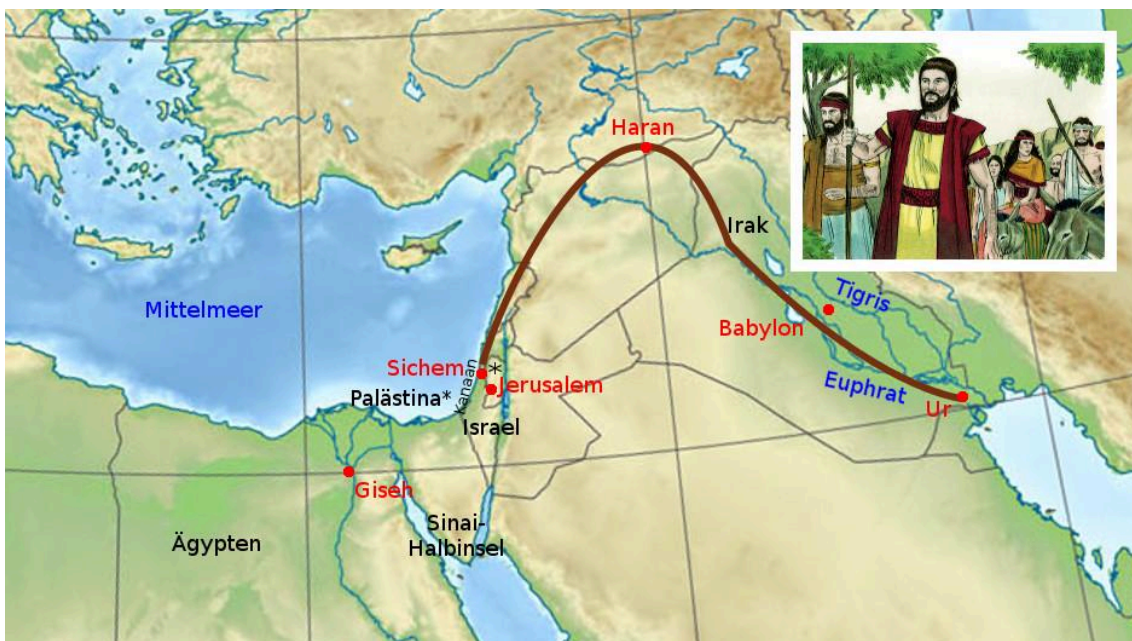 Haran
Irak
Tigris
Mittelmeer
Babylon
Sichem
*
Kanaan
Jerusalem
Palästina*
Euphrat
Ur
Israel
Giseh
Sinai-
Halbinsel
Ägypten